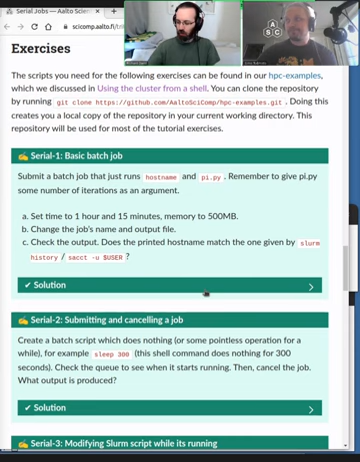 Serial Jobs — Aalto Scien
scicomp.aalto.fi/trit
A
S C
Exercises
The scripts you need for the following exercises can be found in our hpc-examples,
which we discussed in Using the cluster from a shell. You can clone the repository
by running git clone https://github.com/AaltoSciComp/hpc-examples.git . Doing this
creates you a local copy of the repository in your current working directory. This
repository will be used for most of the tutorial exercises.
✍ Serial-1: Basic batch job
Submit a batch job that just runs hostname and pi.py . Remember to give pi.py
some number of iterations as an argument.
a. Set time to 1 hour and 15 minutes, memory to 500MB.
b. Change the job's name and output file.
c. Check the output. Does the printed hostname match the one given by slurm
history / sacct -u $USER ?
✔ Solution
✍ Serial-2: Submitting and cancelling a job
Create a batch script which does nothing (or some pointless operation for a
while), for example sleep 300 (this shell command does nothing for 300
seconds). Check the queue to see when it starts running. Then, cancel the job.
What output is produced?
✔ Solution
✍ Serial-3: Modifying Slurm script while its running